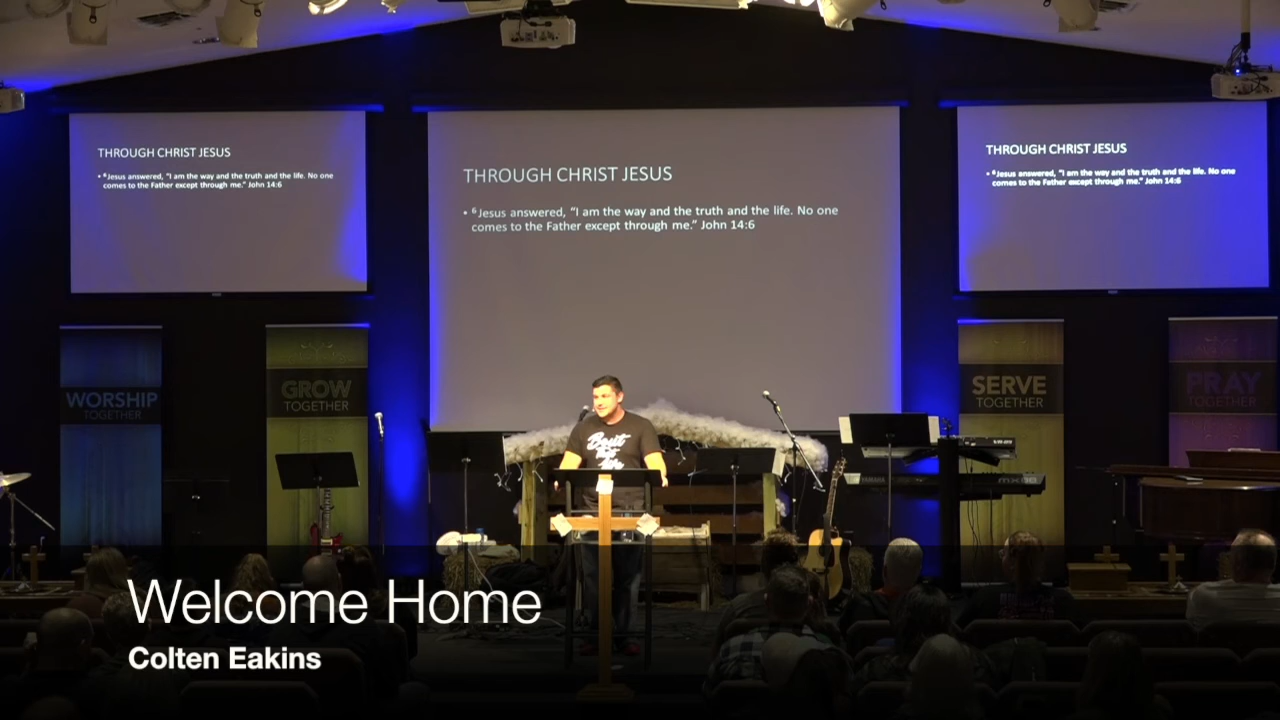 THROUGH CHRIST JESUS
• ⁶Jesus answered, “I am the way and the truth and the life. No one
comes to the Father except through me.” John 14:6
THROUGH CHRIST JESUS
• ⁶Jesus answered, “I am the way and the truth and the life. No one
comes to the Father except through me.” John 14:6
THROUGH CHRIST JESUS
• ⁶Jesus answered, “I am the way and the truth and the life. No one
comes to the Father except through me.” John 14:6
WORSHIP
TOGETHER
GROW
TOGETHER
SERVE
TOGETHER
PRAY
TOGETHER
YAMAHA
Welcome Home
Colten Eakins